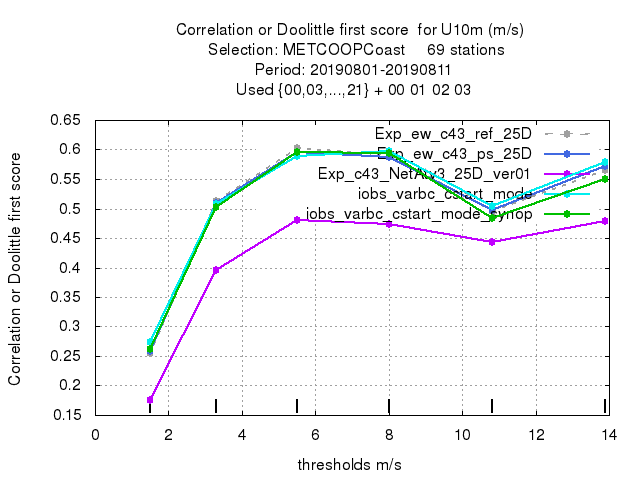 Correlation or Doolittle first score  for U10m (m/s)
Selection: METCOOPCoast     69 stations
Period: 20190801-20190811
Used {00,03,...,21} + 00 01 02 03
Correlation or Doolittle first score
0.65
0.6
0.55
0.5
0.45
0.4
0.35
0.3
0.25
0.2
0.15
Exp_ew_c43_ref_25D
Exp_ew_c43_ps_25D
Exp_c43_NetAtv3_25D_ver01
iobs_varbc_cstart_mode
iobs_varbc_cstart_mode_synop
0 2 4 6 8 10 12 14
thresholds m/s